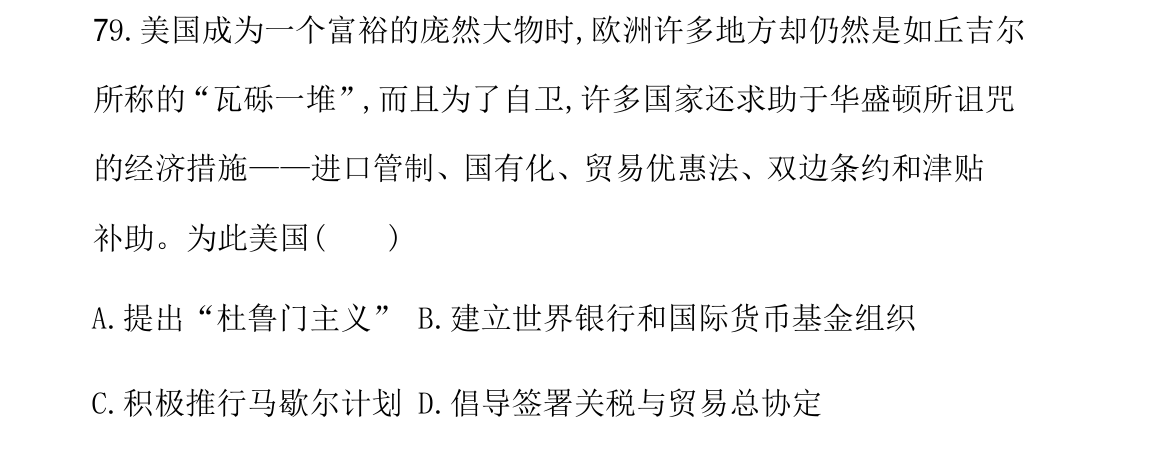 79.美国成为一个富裕的庞然大物时,欧洲许多地方却仍然是如丘吉尔
所称的“瓦砾一堆”,而且为了自卫,许多国家还求助于华盛顿所诅咒
的经济措施——进口管制、国有化、贸易优惠法、双边条约和津贴
补助。为此美国(    )
A.提出“杜鲁门主义” B.建立世界银行和国际货币基金组织
C.积极推行马歇尔计划 D.倡导签署关税与贸易总协定